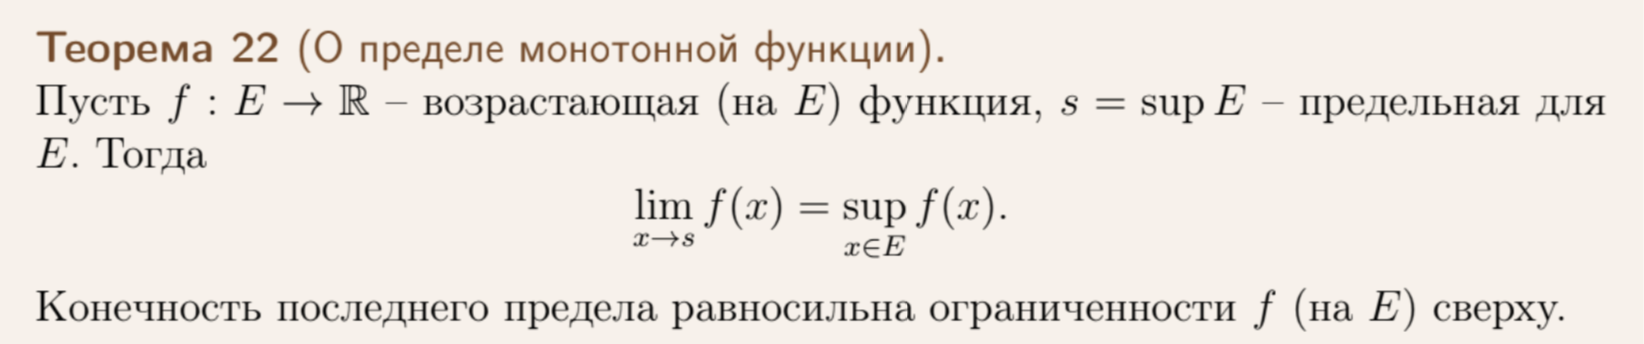 Теорема 22 (О пределе монотонной функции).
Пусть f : E → ℝ – возрастающая (на E) функция, s = sup E – предельная для
E. Тогда
lim f(x) = sup f(x).
x→s x∈E
Конечность последнего предела равносильна ограниченности f (на E) сверху.